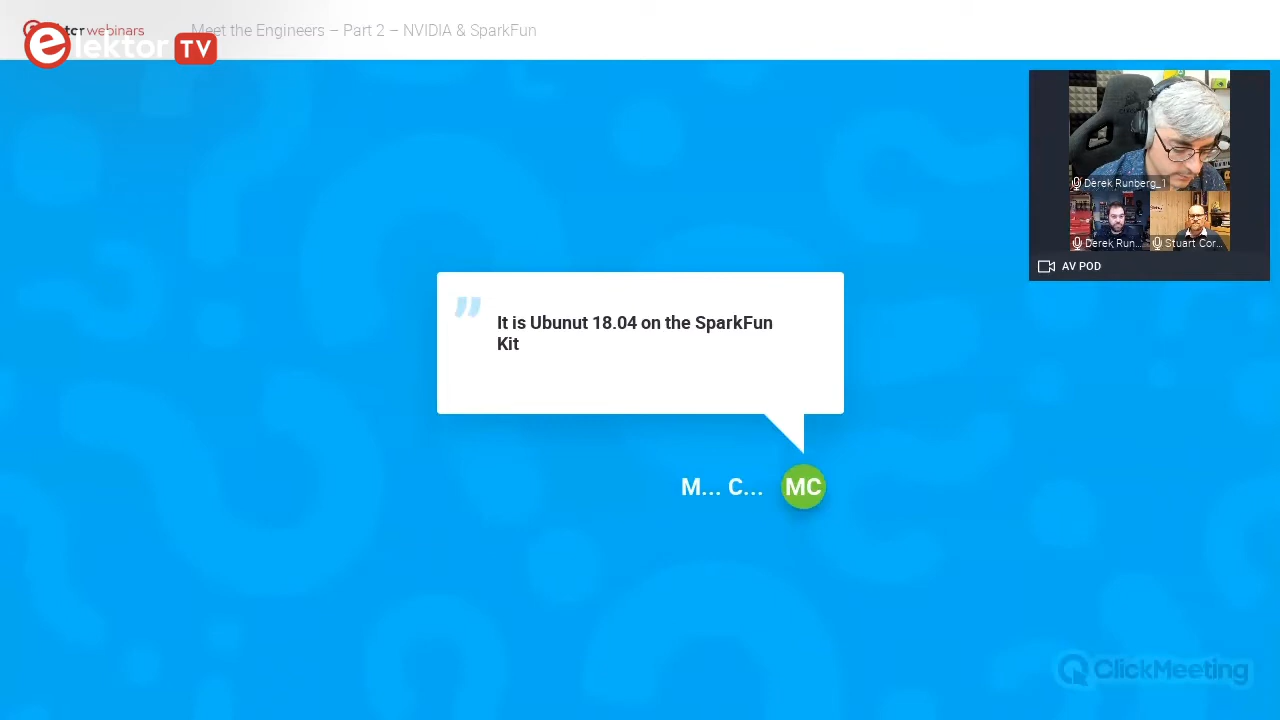 elektor TV
webinars
Meet the Engineers – Part 2 – NVIDIA & SparkFun
Derek Runberg_1
Derek Run...
Stuart Cor...
AV POD
It is Ubunut 18.04 on the SparkFun
Kit
M... C...
MC
ClickMeeting